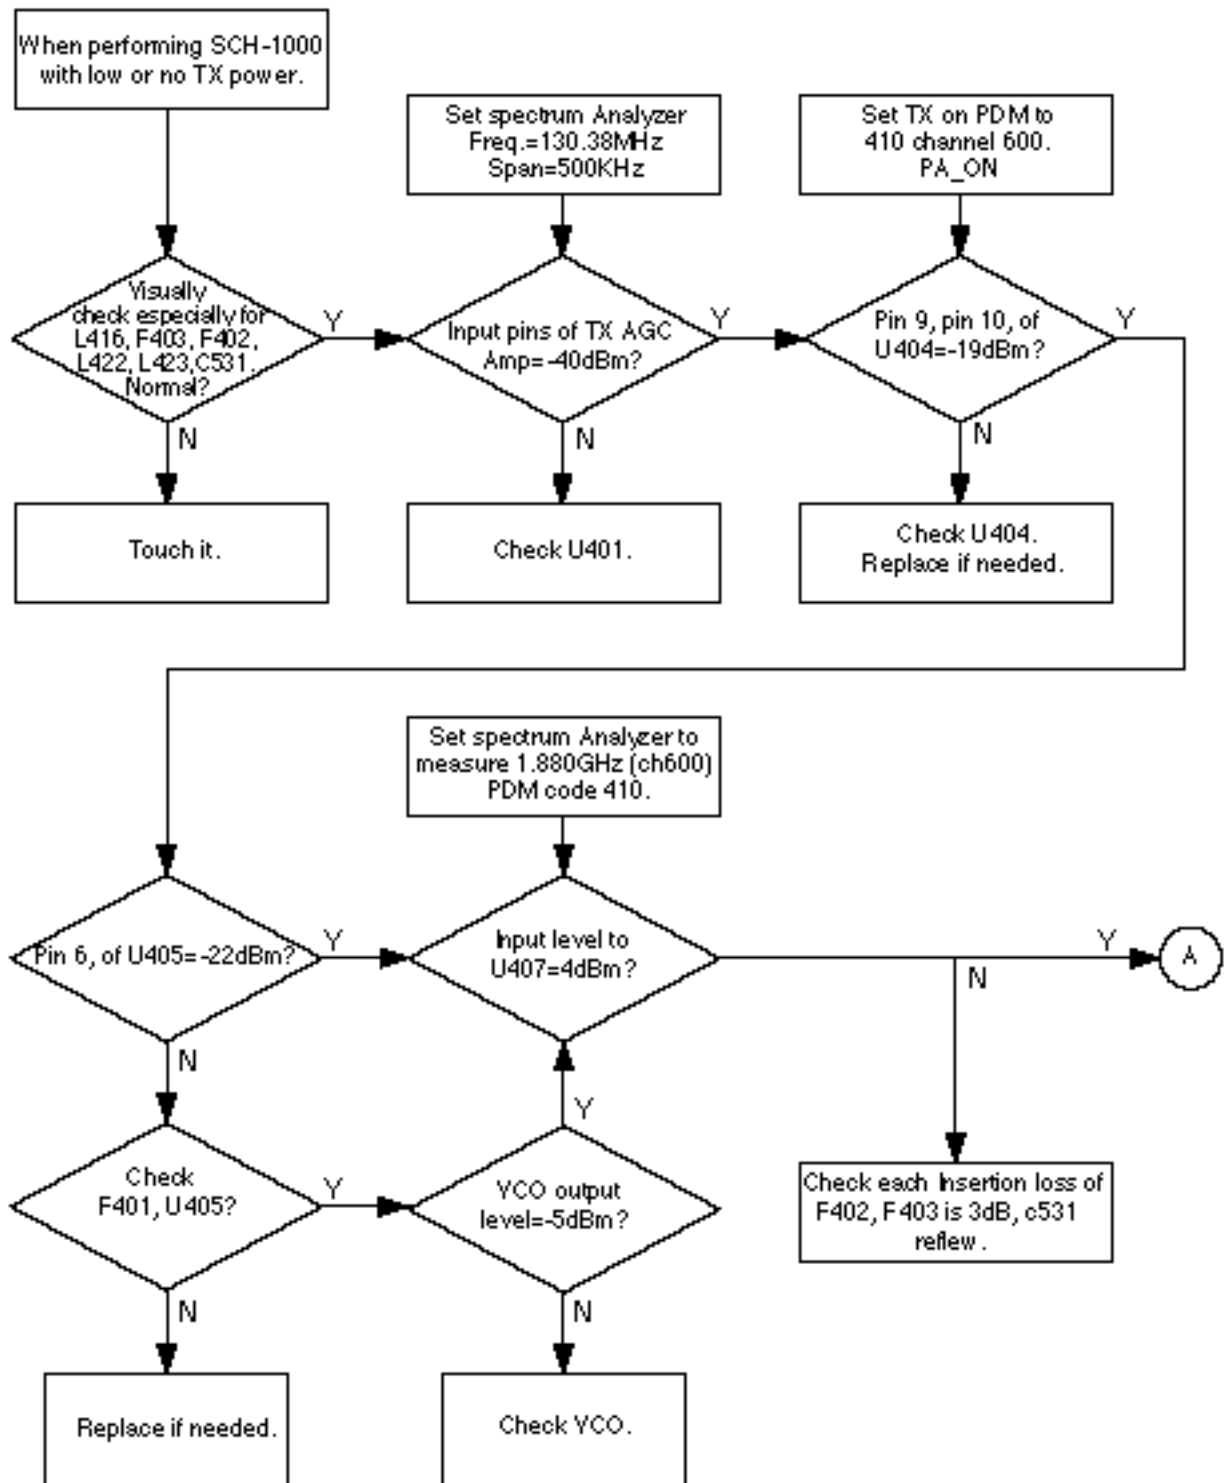 When performing SCH-1000
with low or no TX power.
Set spectrum Analyzer
Freq.=130.38MHz
Span=500KHz
Set TX on PDM to
410 channel 600.
PA_ON
Visually
check especially for
L416, F403, F402,
L422, L423,C531,
Normal?
Y
Input pins of TX AGC
Amp=-40dBm?
Y
Pin 9, pin 10, of
U404=-19dBm?
Y
N
N
N
Touch it.
Check U401.
Check U404.
Replace if needed.
Set spectrum Analyzer to
measure 1.880GHz (ch600)
PDM code 410.
Pin 6, of U405=-22dBm?
Y
Input level to
U407=4dBm?
Y
A
N
N
Y
Check
F401, U405?
Y
VCO output
level=-5dBm?
Check each Insertion loss of
F402, F403 is 3dB, c531
reflew.
N
N
Replace if needed.
Check VCO.